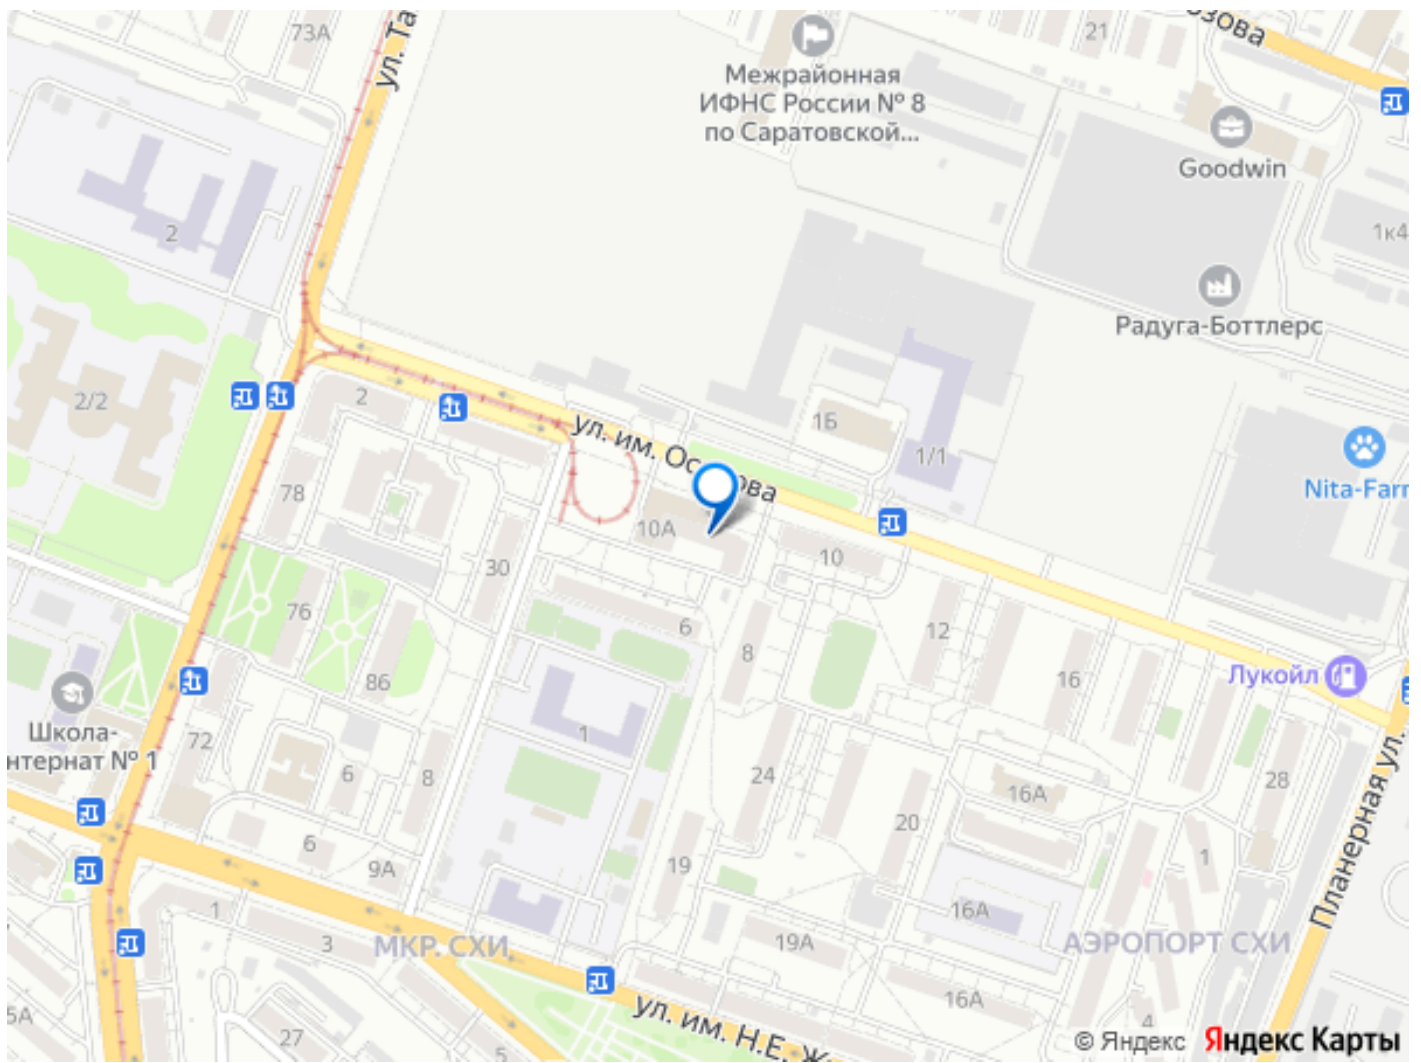 73А
ул. Та
21
озова
Межрайонная
ИФНС России № 8
по Саратовской...
Goodwin
1к4
2
Радуга-Боттлерс
2/2
2
1Б
ул. им. Ос
ова
1/1
Nita-Farm
78
10А
10
30
76
6
12
8
16
Лукойл
86
Школа-
нтернат № 1
72
1
6
8
24
16А
28
20
Планерная ул.
6
9А
19
1
1
3
МКР. СХИ
19А
16А
АЭРОПОРТ СХИ
5А
27
5
ул. им. Н.Е. Ж
16А
4
© Яндекс Яндекс Карты